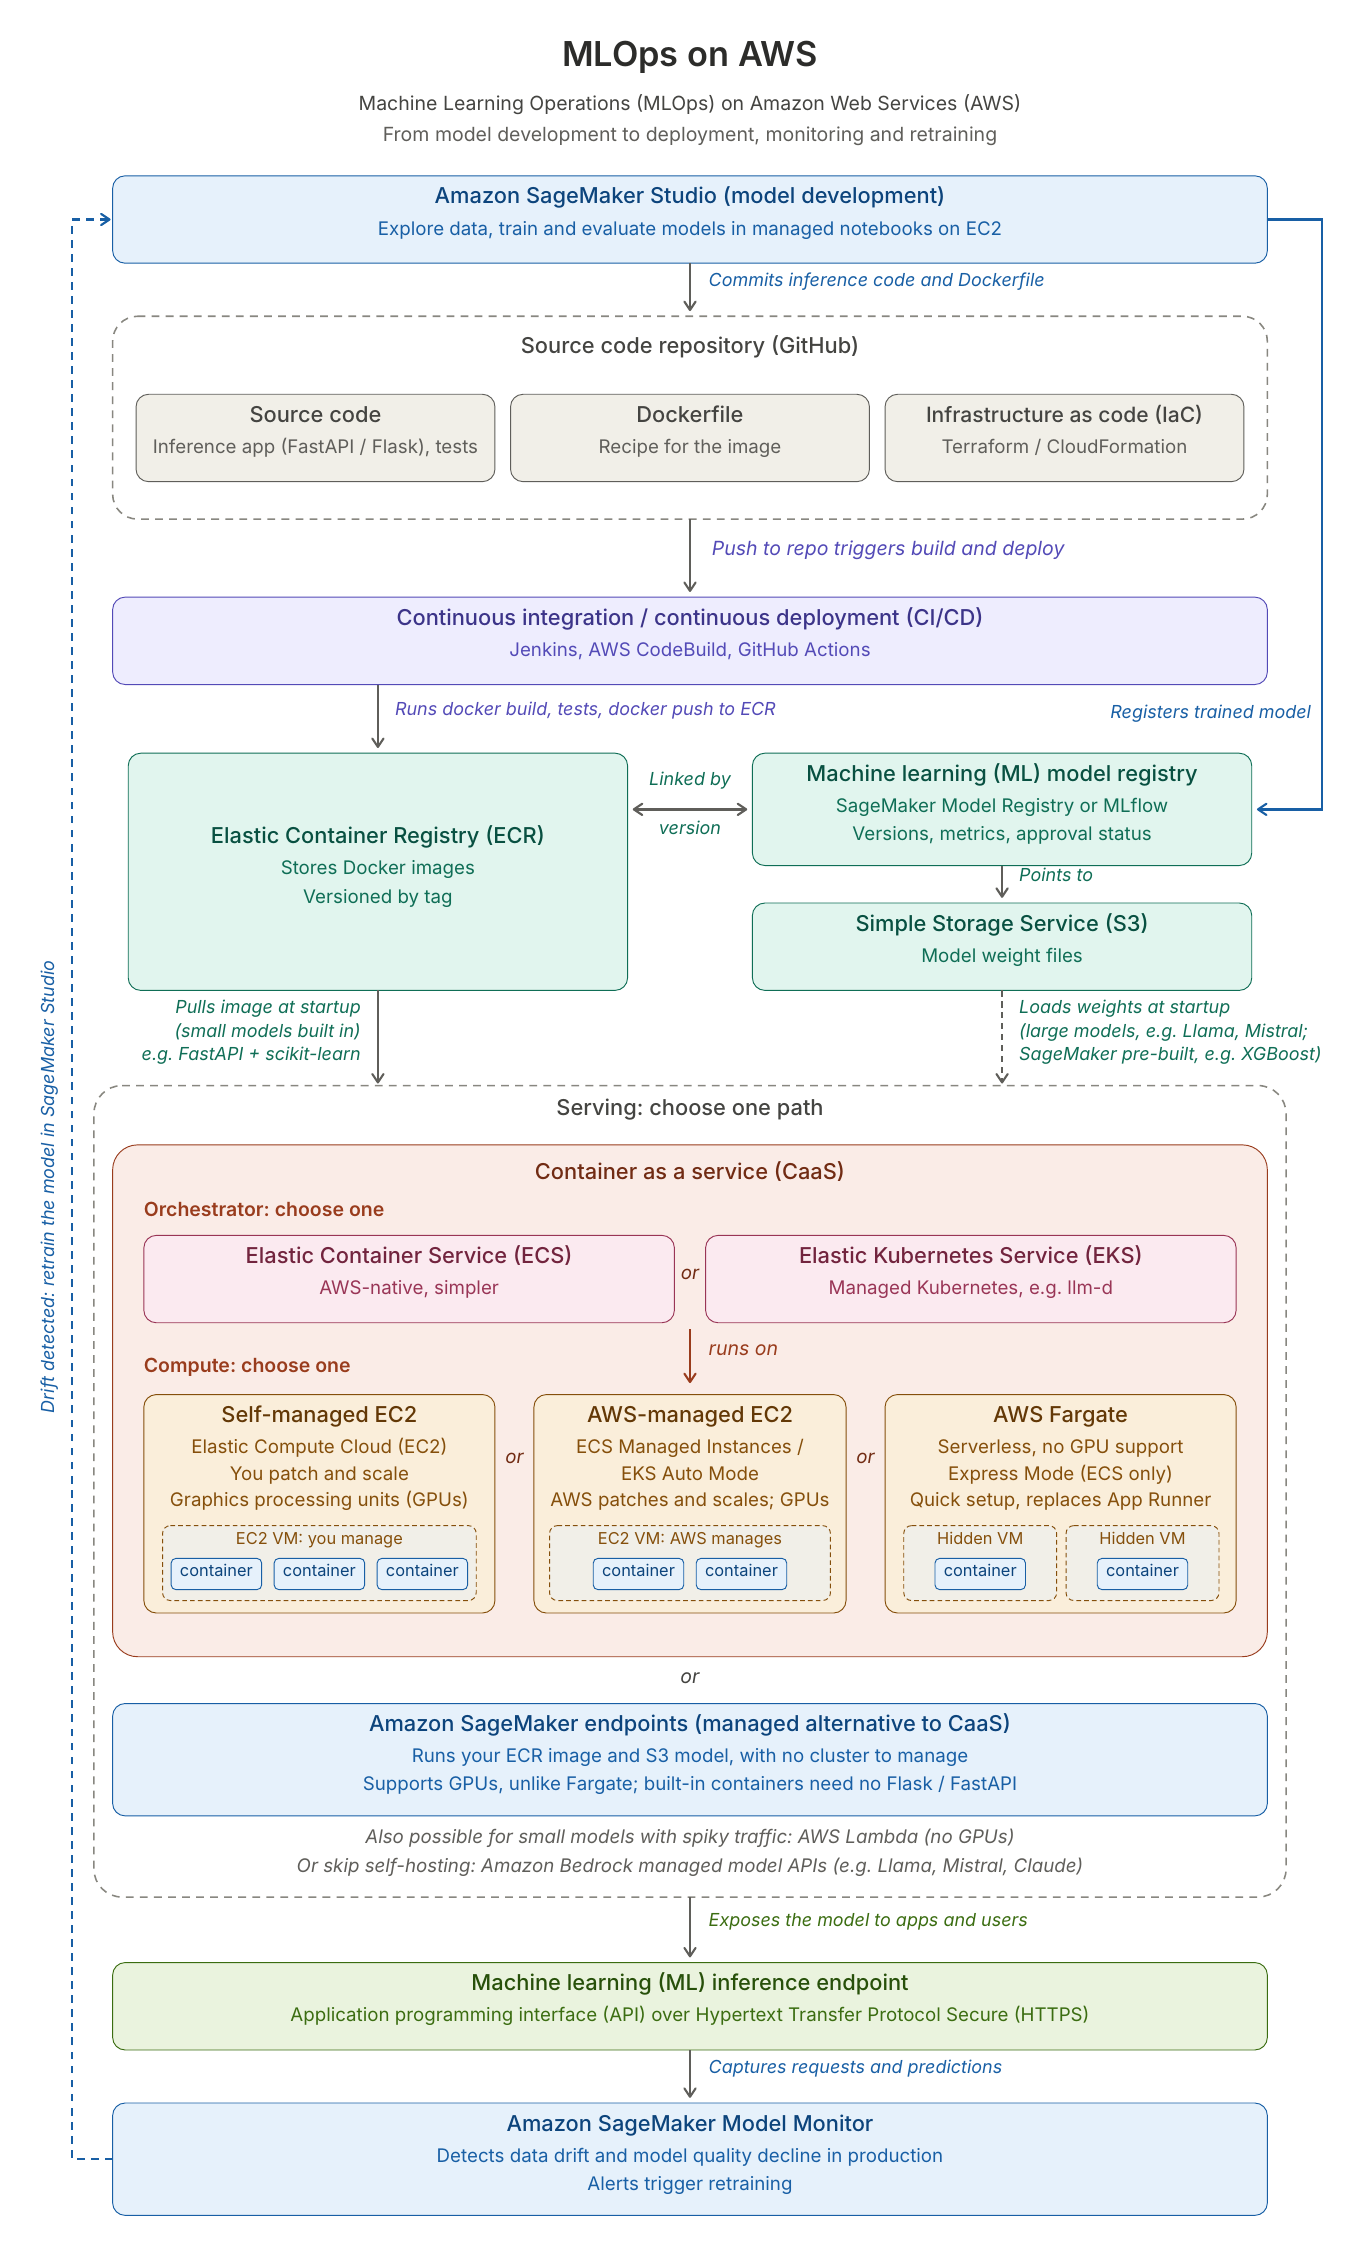 MLOps on AWS
Machine Learning Operations (MLOps) on Amazon Web Services (AWS)
From model development to deployment, monitoring and retraining
Amazon SageMaker Studio (model development)
Explore data, train and evaluate models in managed notebooks on EC2
Commits inference code and Dockerfile
Source code repository (GitHub)
Source code
Inference app (FastAPI / Flask), tests
Dockerfile
Recipe for the image
Infrastructure as code (IaC)
Terraform / CloudFormation
Push to repo triggers build and deploy
Continuous integration / continuous deployment (CI/CD)
Jenkins, AWS CodeBuild, GitHub Actions
Runs docker build, tests, docker push to ECR
Registers trained model
Elastic Container Registry (ECR)
Stores Docker images
Versioned by tag
Linked by
version
Machine learning (ML) model registry
SageMaker Model Registry or MLflow
Versions, metrics, approval status
Points to
Simple Storage Service (S3)
Model weight files
Pulls image at startup
(small models built in)
e.g. FastAPI + scikit-learn
Loads weights at startup
(large models, e.g. Llama, Mistral;
SageMaker pre-built, e.g. XGBoost)
Drift detected: retrain the model in SageMaker Studio
Serving: choose one path
Container as a service (CaaS)
Orchestrator: choose one
Elastic Container Service (ECS)
AWS-native, simpler
or
Elastic Kubernetes Service (EKS)
Managed Kubernetes, e.g. llm-d
runs on
Compute: choose one
Self-managed EC2
Elastic Compute Cloud (EC2)
You patch and scale
Graphics processing units (GPUs)
EC2 VM: you manage
container
container
container
or
AWS-managed EC2
ECS Managed Instances /
EKS Auto Mode
AWS patches and scales; GPUs
EC2 VM: AWS manages
container
container
or
AWS Fargate
Serverless, no GPU support
Express Mode (ECS only)
Quick setup, replaces App Runner
Hidden VM
container
Hidden VM
container
or
Amazon SageMaker endpoints (managed alternative to CaaS)
Runs your ECR image and S3 model, with no cluster to manage
Supports GPUs, unlike Fargate; built-in containers need no Flask / FastAPI
Also possible for small models with spiky traffic: AWS Lambda (no GPUs)
Or skip self-hosting: Amazon Bedrock managed model APIs (e.g. Llama, Mistral, Claude)
Exposes the model to apps and users
Machine learning (ML) inference endpoint
Application programming interface (API) over Hypertext Transfer Protocol Secure (HTTPS)
Captures requests and predictions
Amazon SageMaker Model Monitor
Detects data drift and model quality decline in production
Alerts trigger retraining